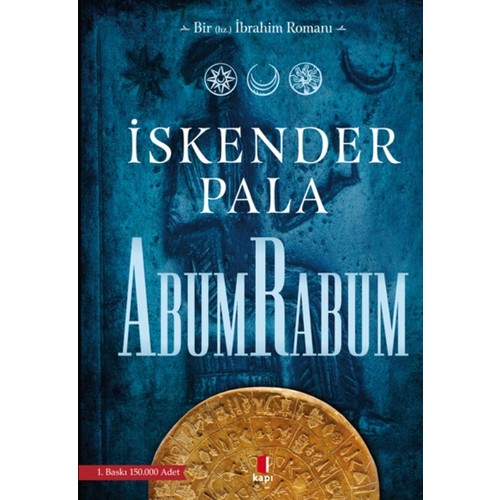 Bir (hz.) İbrahim Romanı
İSKENDER
PALA
ABUMRABUM
1. Baskı 150.000 Adet
kapı